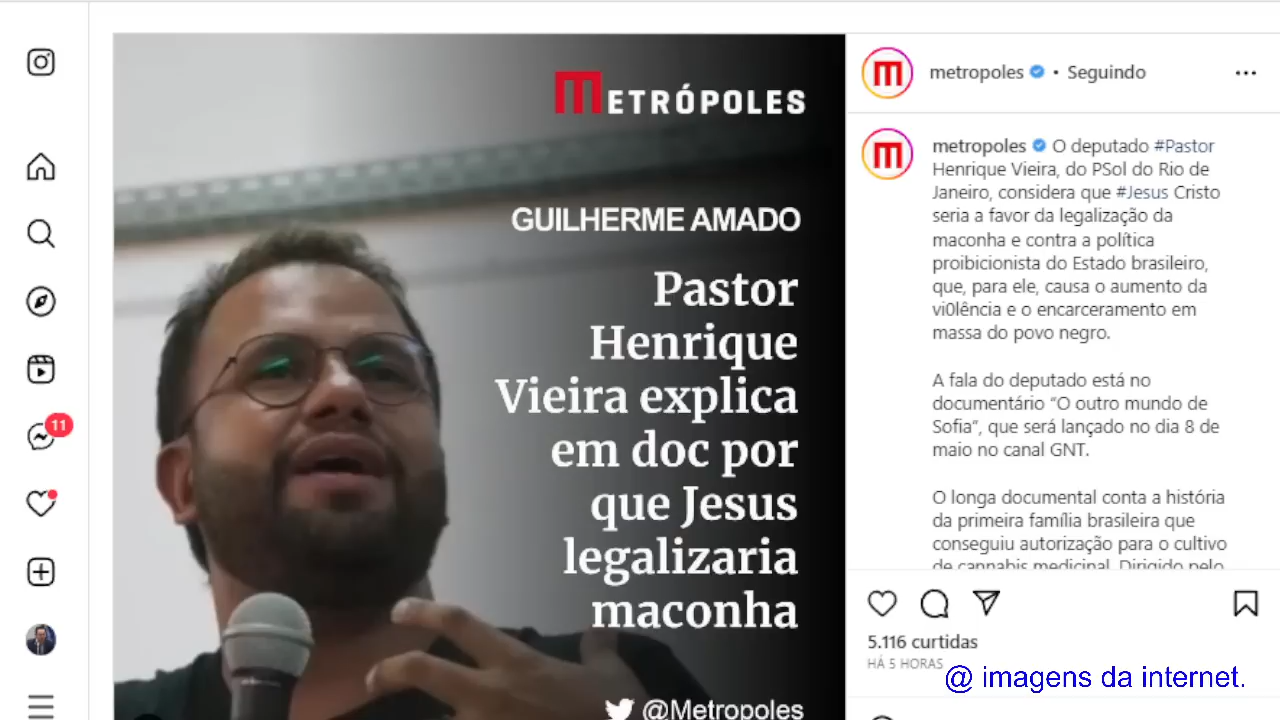 METRÓPOLES
GUILHERME AMADO
Pastor
Henrique
Vieira explica
em doc por
que Jesus
legalizaria
maconha
@Metropoles
metropoles • Seguindo
metropoles O deputado #Pastor
Henrique Vieira, do PSol do Rio de
Janeiro, considera que #Jesus Cristo
seria a favor da legalização da
maconha e contra a política
proibicionista do Estado brasileiro,
que, para ele, causa o aumento da
vi0lência e o encarceramento em
massa do povo negro.
A fala do deputado está no
documentário “O outro mundo de
Sofia”, que será lançado no dia 8 de
maio no canal GNT.
O longa documental conta a história
da primeira família brasileira que
conseguiu autorização para o cultivo
de cannabis medicinal. Dirigido pelo
5.116 curtidas
HÁ 5 HORAS
@ imagens da internet.
11